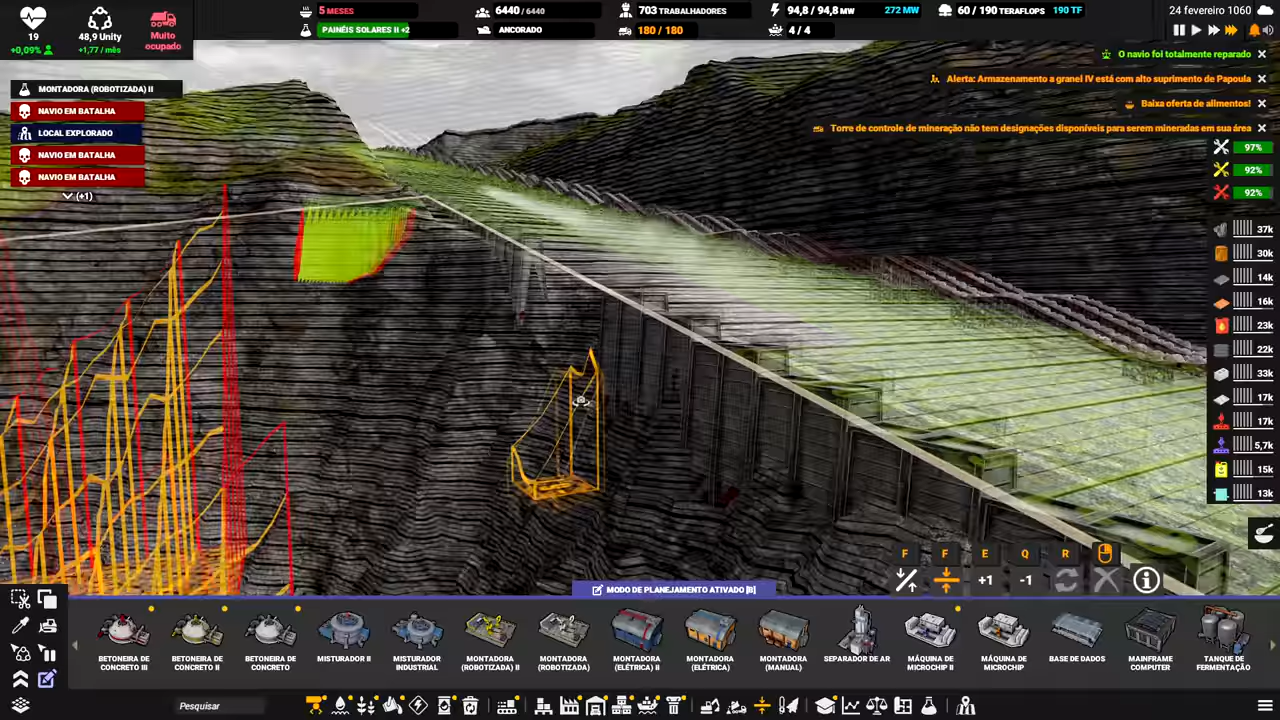 19
+0,09%
48,9 Unity
+1,77 / mês
Muito ocupado
5 MESES
PAINÉIS SOLARES II +2
6440 / 6440
ANCORADO
703 TRABALHADORES
180 / 180
94,8 / 94,8 MW
272 MW
4 / 4
60 / 190 TERAFLOPS
190 TF
24 fevereiro 1060
O navio foi totalmente reparado
Alerta: Armazenamento a granel IV está com alto suprimento de Papoula
Baixa oferta de alimentos!
Torre de controle de mineração não tem designações disponíveis para serem mineradas em sua área
MONTADORA (ROBOTIZADA) II
NAVIO EM BATALHA
LOCAL EXPLORADO
NAVIO EM BATALHA
NAVIO EM BATALHA
(+1)
97%
92%
92%
37k
30k
14k
16k
23k
22k
33k
17k
17k
5,7k
15k
13k
F
F
E
Q
R
+1
-1
MODO DE PLANEJAMENTO ATIVADO [B]
BETONEIRA DE CONCRETO III
BETONEIRA DE CONCRETO II
BETONEIRA DE CONCRETO
MISTURADOR II
MISTURADOR INDUSTRIAL
MONTADORA (ROBOTIZADA) II
MONTADORA (ROBOTIZADA)
MONTADORA (ELÉTRICA) II
MONTADORA (ELÉTRICA)
MONTADORA (MANUAL)
SEPARADOR DE AR
MÁQUINA DE MICROCHIP II
MÁQUINA DE MICROCHIP
BASE DE DADOS
MAINFRAME COMPUTER
TANQUE DE FERMENTAÇÃO
Pesquisar